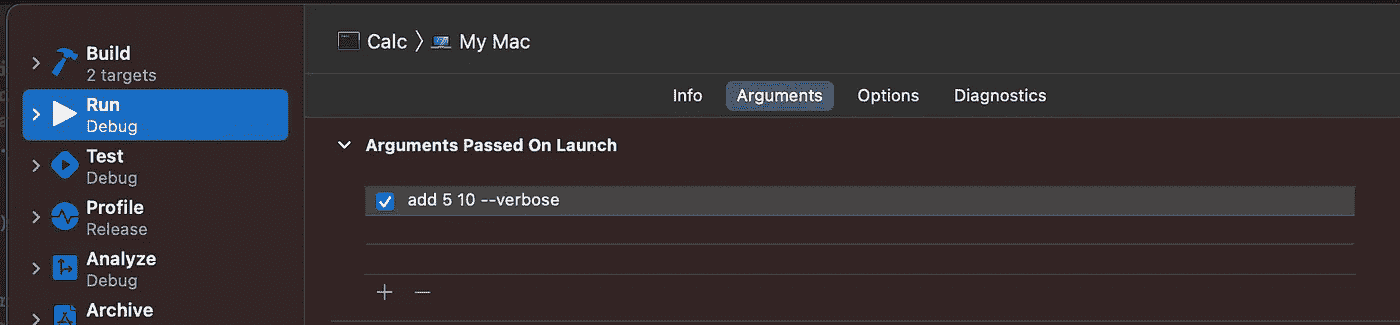 Build
2 targets
Run
Debug
Test
Debug
Profile
Release
Analyze
Debug
Archive
Calc 〉 My Mac
Info Arguments Options Diagnostics
Arguments Passed On Launch
add 5 10 --verbose